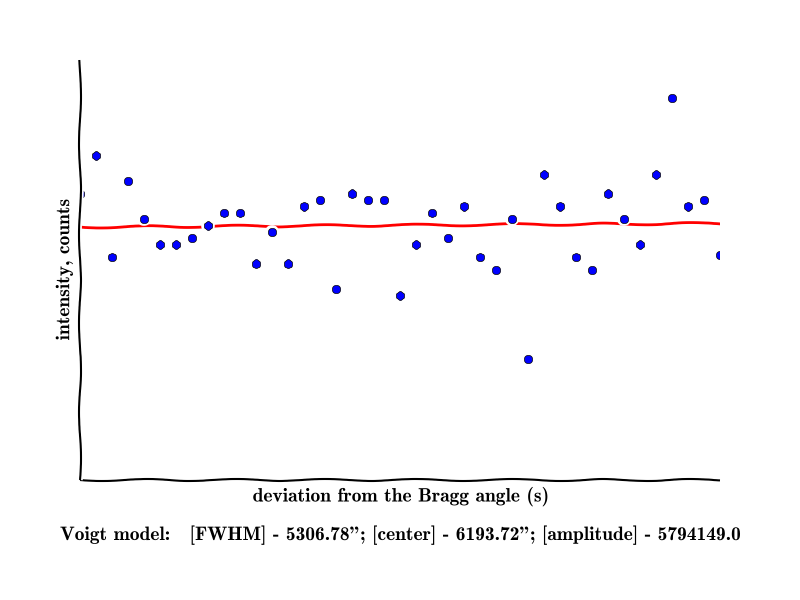 intensity, counts
deviation from the Bragg angle (s)
Voigt model: [FWHM] - 5306.78”; [center] - 6193.72”; [amplitude] - 5794149.0